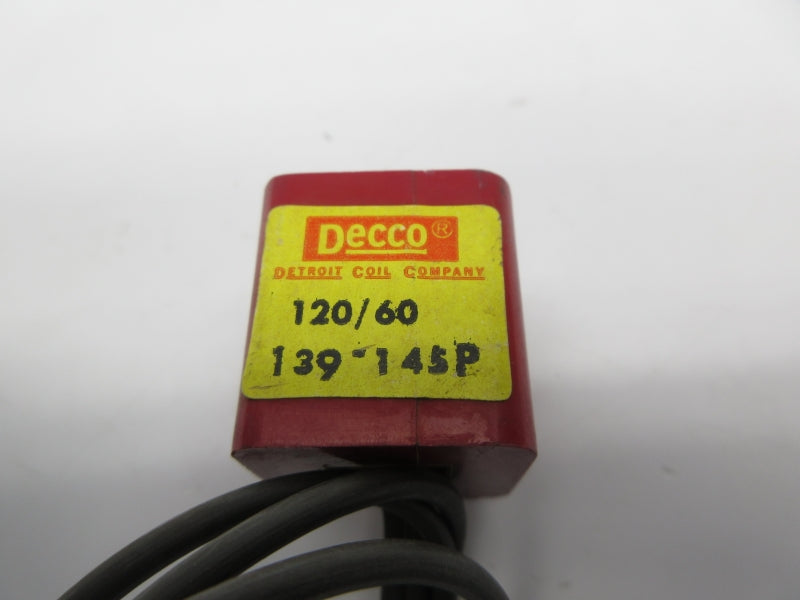 Decco®
DETROIT COIL COMPANY
120/60
139-145P